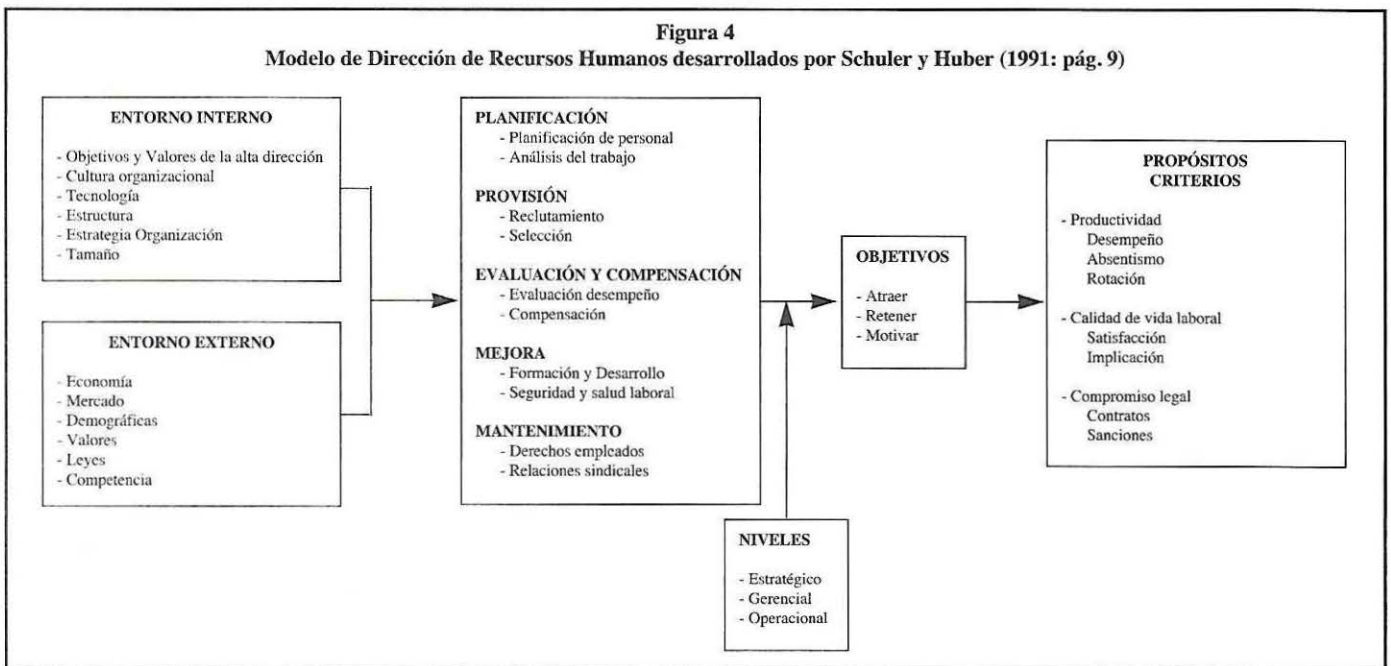 Figura 4
Modelo de Dirección de Recursos Humanos desarrollados por Schuler y Huber (1991: pág. 9)
ENTORNO INTERNO
- Objetivos y Valores de la alta dirección
- Cultura organizacional
- Tecnología
- Estructura
- Estrategia Organización
- Tamaño
ENTORNO EXTERNO
- Economía
- Mercado
- Demográficas
- Valores
- Leyes
- Competencia
PLANIFICACIÓN
- Planificación de personal
- Análisis del trabajo
PROVISIÓN
- Reclutamiento
- Selección
EVALUACIÓN Y COMPENSACIÓN
- Evaluación desempeño
- Compensación
MEJORA
- Formación y Desarrollo
- Seguridad y salud laboral
MANTENIMIENTO
- Derechos empleados
- Relaciones sindicales
NIVELES
- Estratégico
- Gerencial
- Operacional
OBJETIVOS
- Atraer
- Retener
- Motivar
PROPÓSITOS
CRITERIOS
- Productividad
Desempeño
Absentismo
Rotación
- Calidad de vida laboral
Satisfacción
Implicación
- Compromiso legal
Contratos
Sanciones